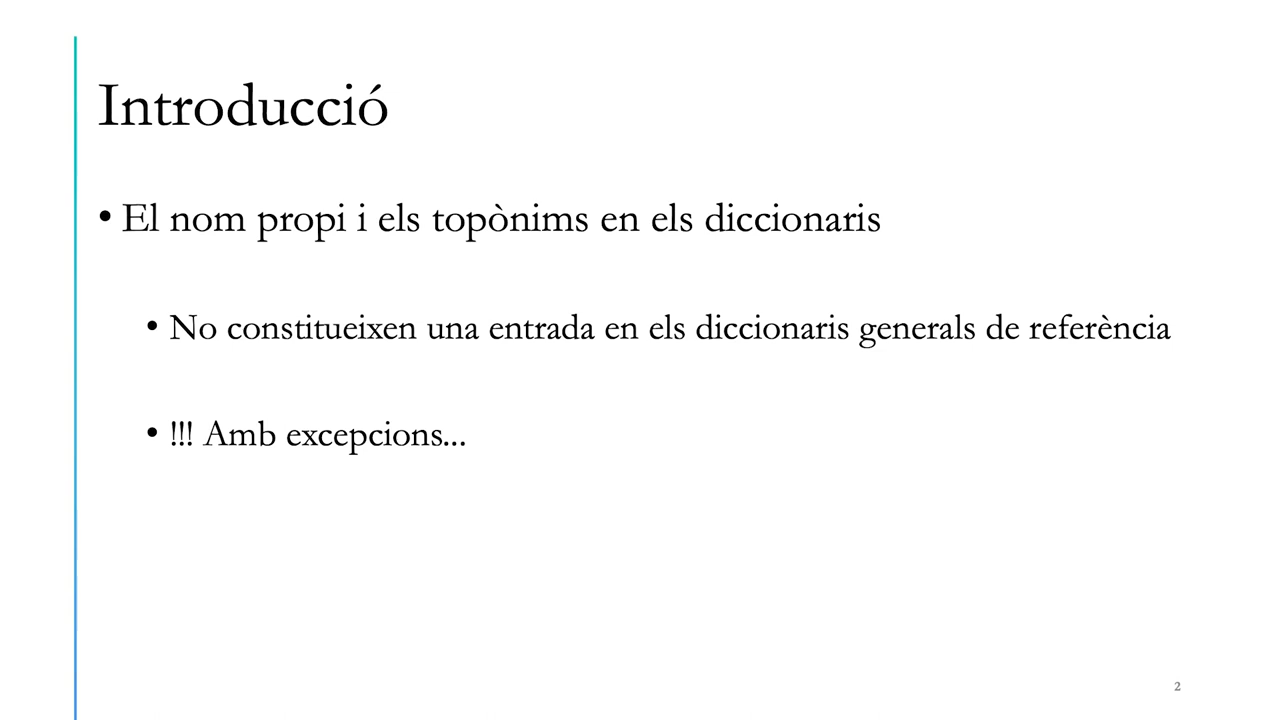 Introducció
• El nom propi i els topònims en els diccionaris
• No constitueixen una entrada en els diccionaris generals de referència
• !!! Amb excepcions...
2